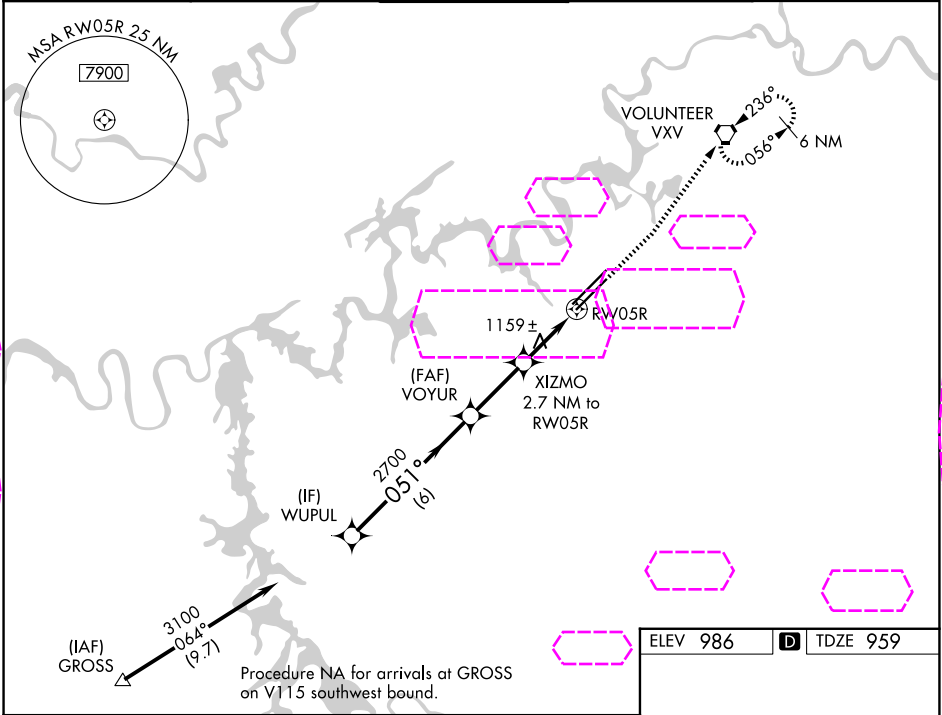 MSA RW05R 25 NM
7900
VOLUNTEER
VXV
236°
056°
6 NM
RW05R
1159 ±
(FAF)
VOYUR
XIZMO
2.7 NM to
RW05R
2700
051°
(6)
(IF)
WUPUL
3100
064°
(9.7)
(IAF)
GROSS
Procedure NA for arrivals at GROSS
on V115 southwest bound.
ELEV 986 D TDZE 959